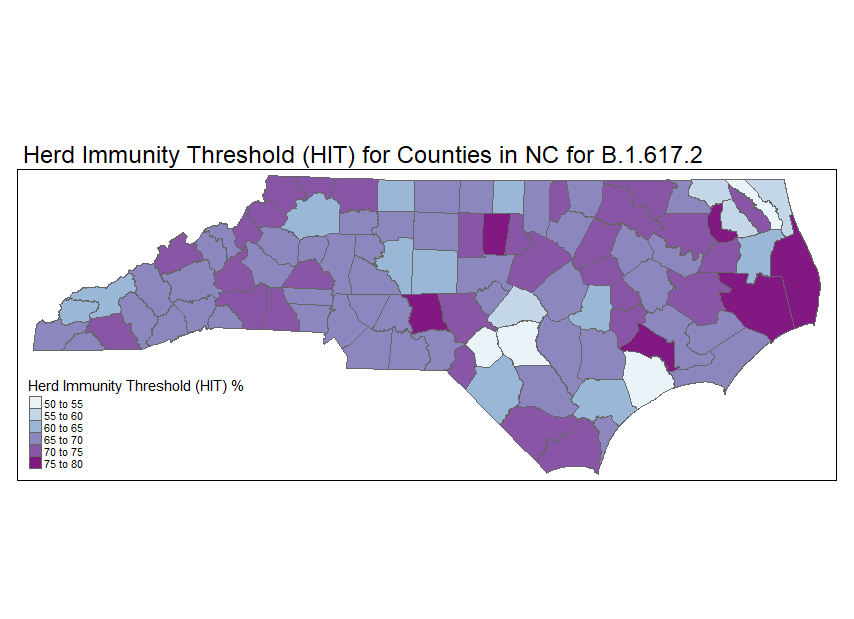 Herd Immunity Threshold (HIT) for Counties in NC for B.1.617.2
Herd Immunity Threshold (HIT) %
50 to 55
55 to 60
60 to 65
65 to 70
70 to 75
75 to 80